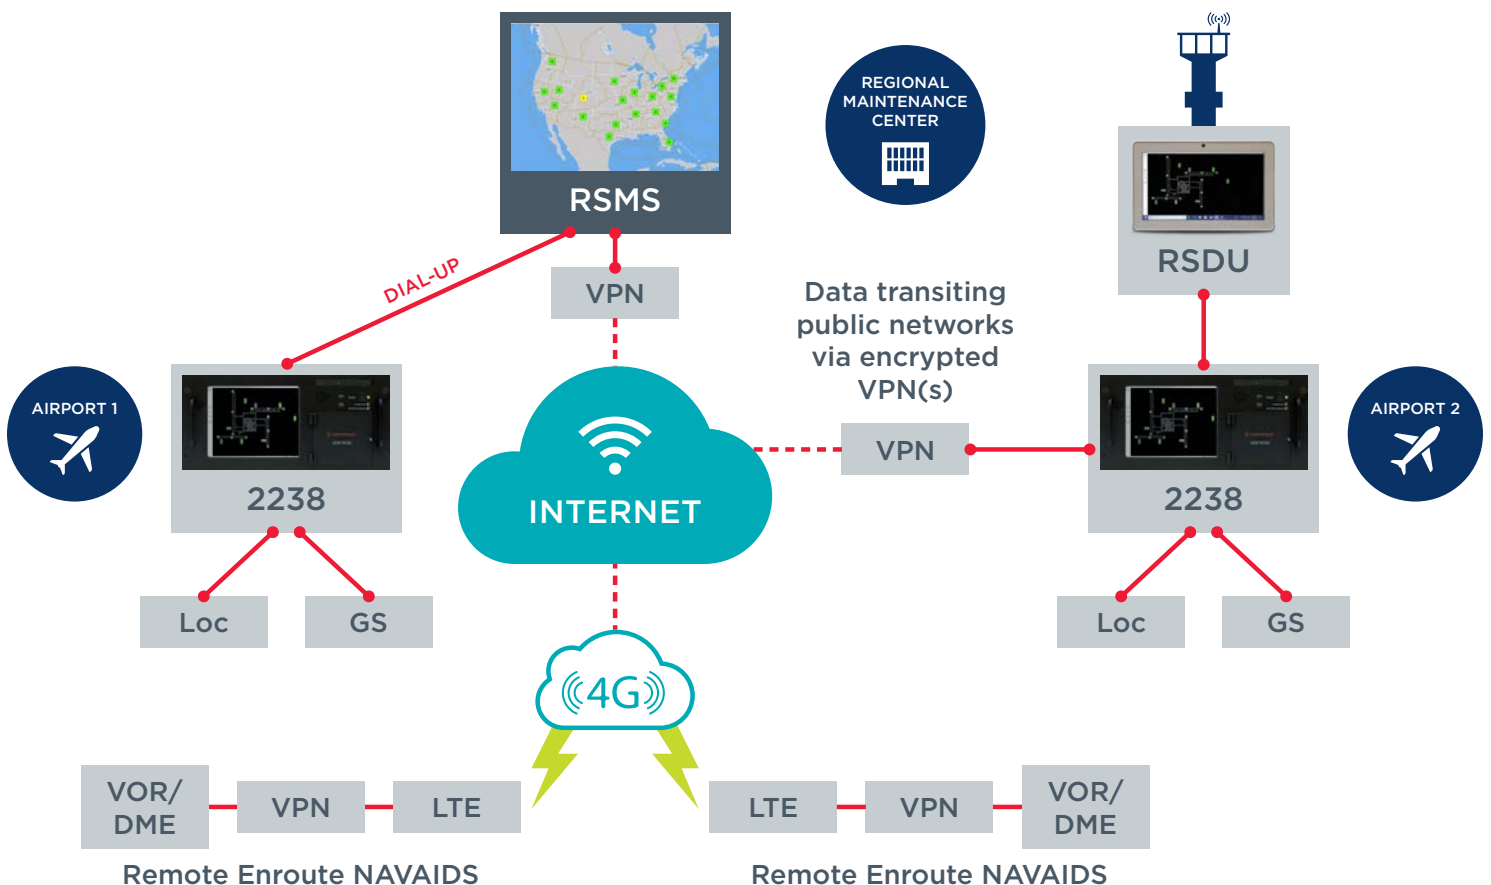 RSMS
REGIONAL
MAINTENANCE
CENTER
RSDU
DIAL-UP
VPN
Data transiting
public networks
via encrypted
VPN(s)
AIRPORT 1
2238
INTERNET
VPN
2238
AIRPORT 2
Loc
GS
Loc
GS
4G
VOR/
DME
VPN
LTE
LTE
VPN
VOR/
DME
Remote Enroute NAVAIDS
Remote Enroute NAVAIDS